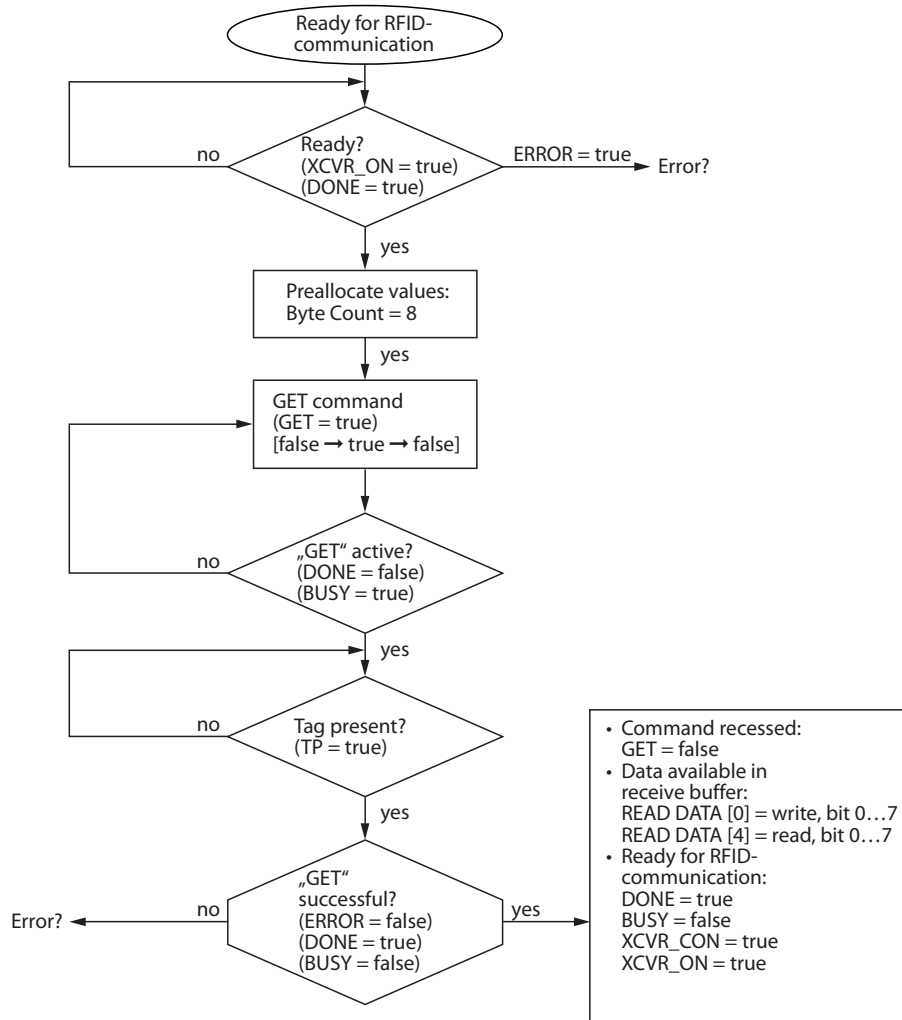 Ready for RFID-
communication
no
Ready?
(XCVR_ON = true)
(DONE = true)
ERROR = true
Error?
yes
Preallocate values:
Byte Count = 8
yes
GET command
(GET = true)
[false → true → false]
no
„GET“ active?
(DONE = false)
(BUSY = true)
yes
no
Tag present?
(TP = true)
yes
Error?
no
„GET“
successful?
(ERROR = false)
(DONE = true)
(BUSY = false)
yes
• Command recessed:
GET = false
• Data available in
receive buffer:
READ DATA [0] = write, bit 0…7
READ DATA [4] = read, bit 0…7
• Ready for RFID-
communication:
DONE = true
BUSY = false
XCVR_CON = true
XCVR_ON = true